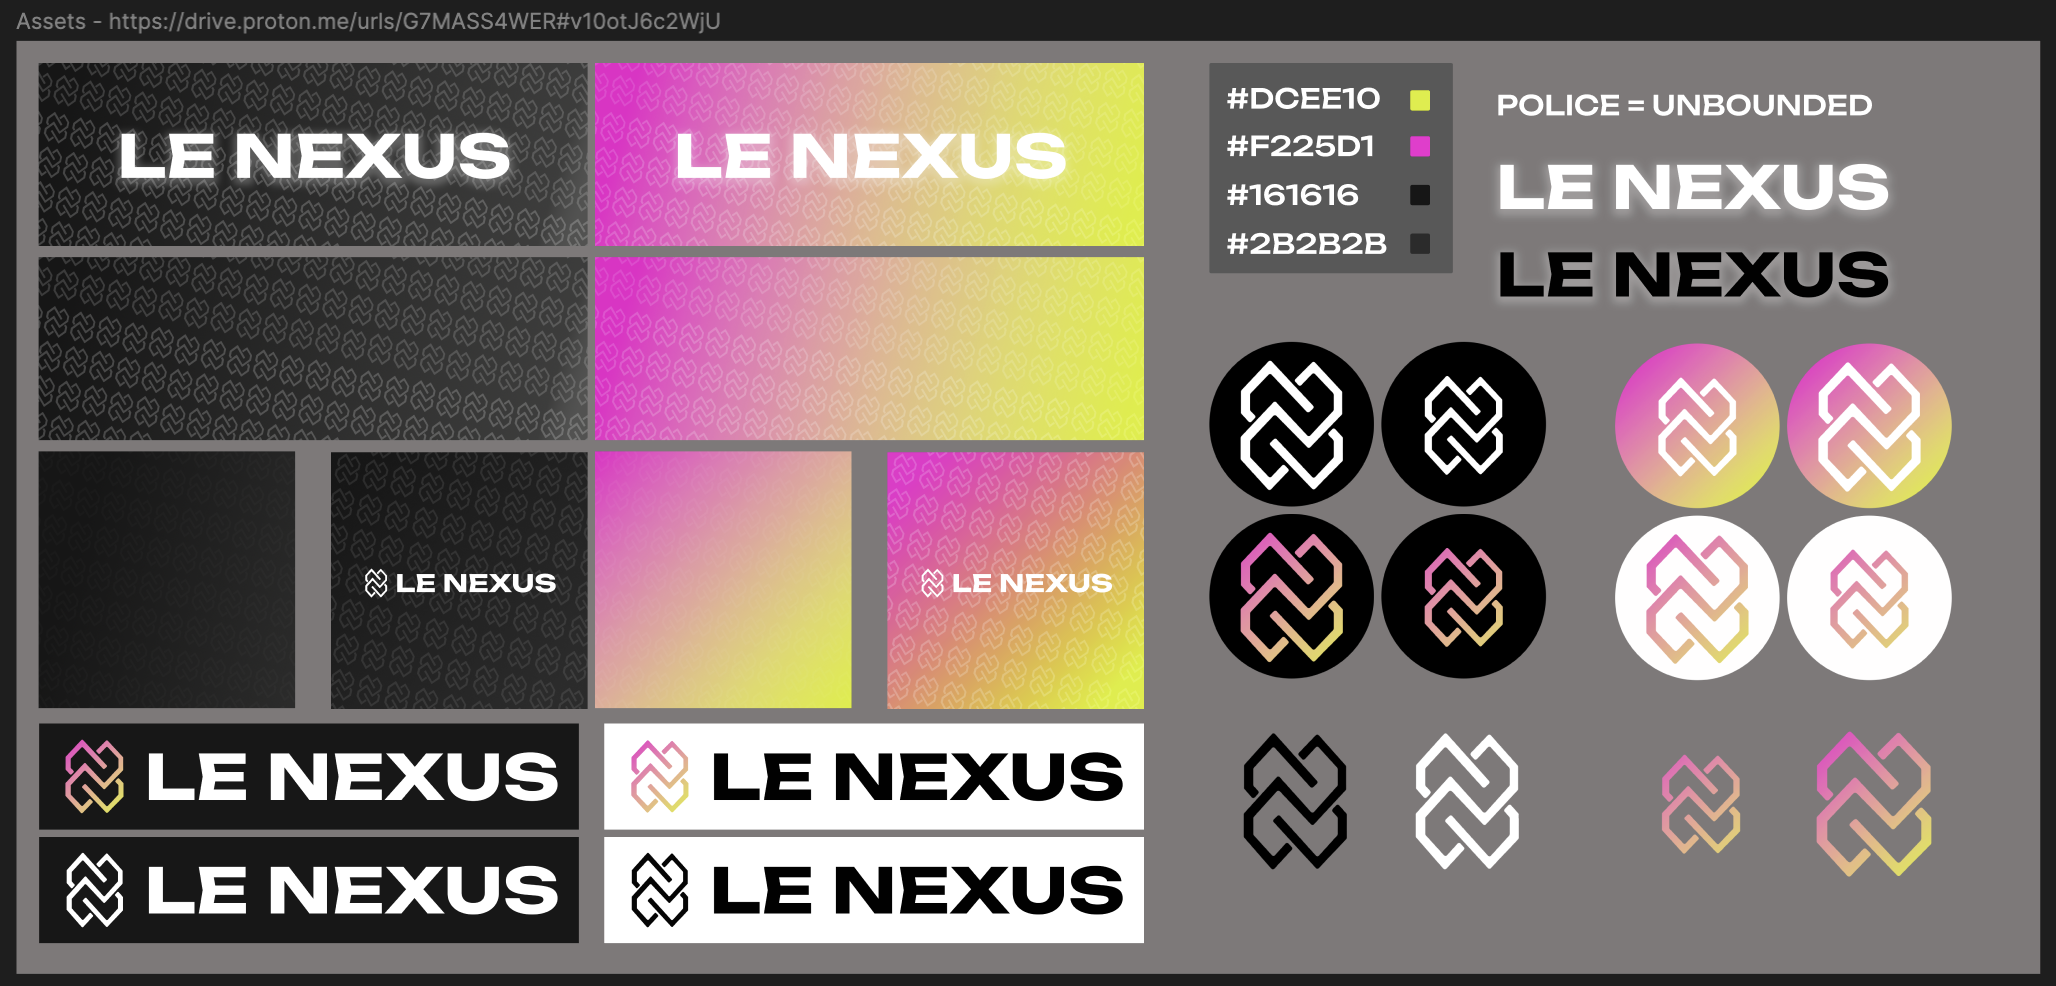 Assets - https://drive.proton.me/urls/G7MASS4WER#v10otJ6c2WjU
LE NEXUS
LE NEXUS
LE NEXUS
LE NEXUS
LE NEXUS
LE NEXUS
LE NEXUS
LE NEXUS
#DCEE10
#F225D1
#161616
#2B2B2B
POLICE = UNBOUNDED
LE NEXUS
LE NEXUS